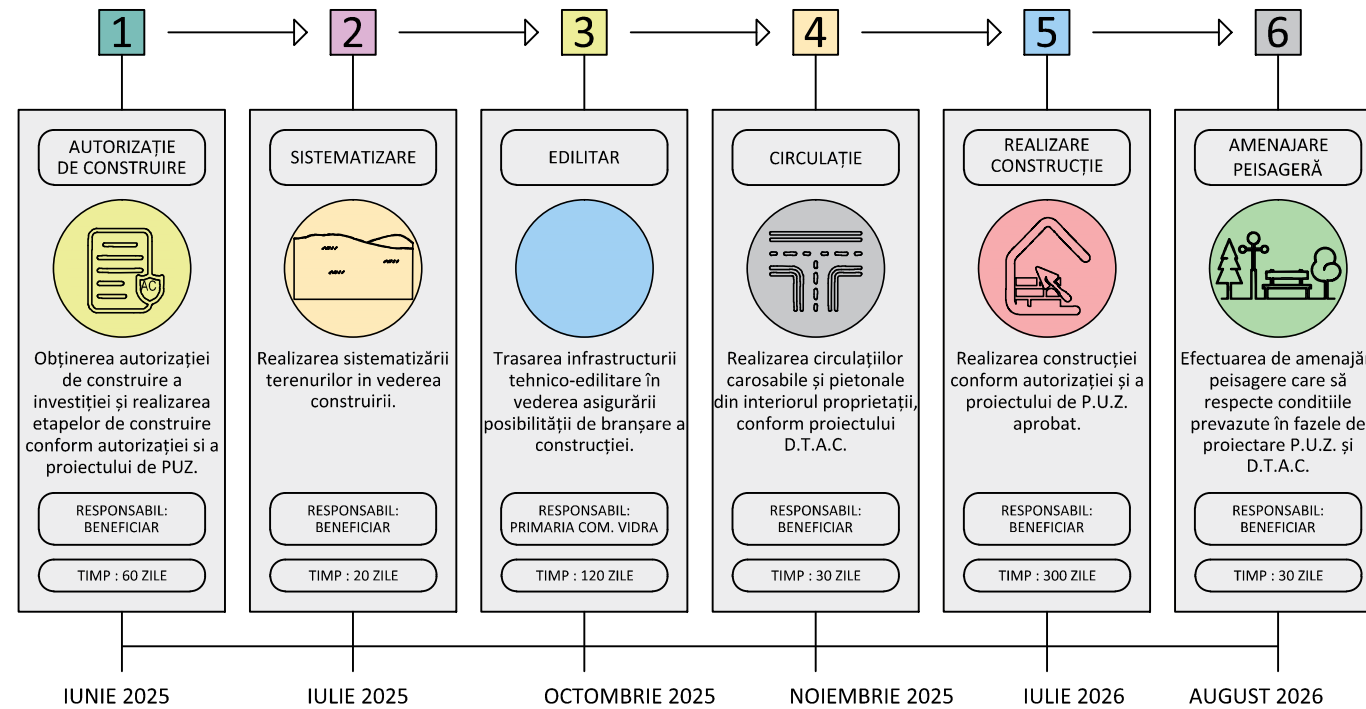 1
2
3
4
5
6
AUTORIZAȚIE
DE CONSTRUIRE
AC
Obținerea autorizației
de construire a
investiției și realizarea
etapelor de construire
conform autorizației si a
proiectului de PUZ.
RESPONSABIL:
BENEFICIAR
TIMP : 60 ZILE
SISTEMATIZARE
Realizarea sistematizării
terenurilor in vederea
construirii.
RESPONSABIL:
BENEFICIAR
TIMP : 20 ZILE
EDILITAR
Trasarea infrastructurii
tehnico-edilitare în
vederea asigurării
posibilității de branșare a
construcției.
RESPONSABIL:
PRIMARIA COM. VIDRA
TIMP : 120 ZILE
CIRCULAȚIE
Realizarea circulațiilor
carosabile și pietonale
din interiorul proprietații,
conform proiectului
D.T.A.C.
RESPONSABIL:
BENEFICIAR
TIMP : 30 ZILE
REALIZARE
CONSTRUCȚIE
Realizarea construcției
conform autorizației și a
proiectului de P.U.Z.
aprobat.
RESPONSABIL:
BENEFICIAR
TIMP : 300 ZILE
AMENAJARE
PEISAGERĂ
Efectuarea de amenajări
peisagere care să
respecte conditiile
prevazute în fazele de
proiectare P.U.Z. și
D.T.A.C.
RESPONSABIL:
BENEFICIAR
TIMP : 30 ZILE
IUNIE 2025
IULIE 2025
OCTOMBRIE 2025
NOIEMBRIE 2025
IULIE 2026
AUGUST 2026